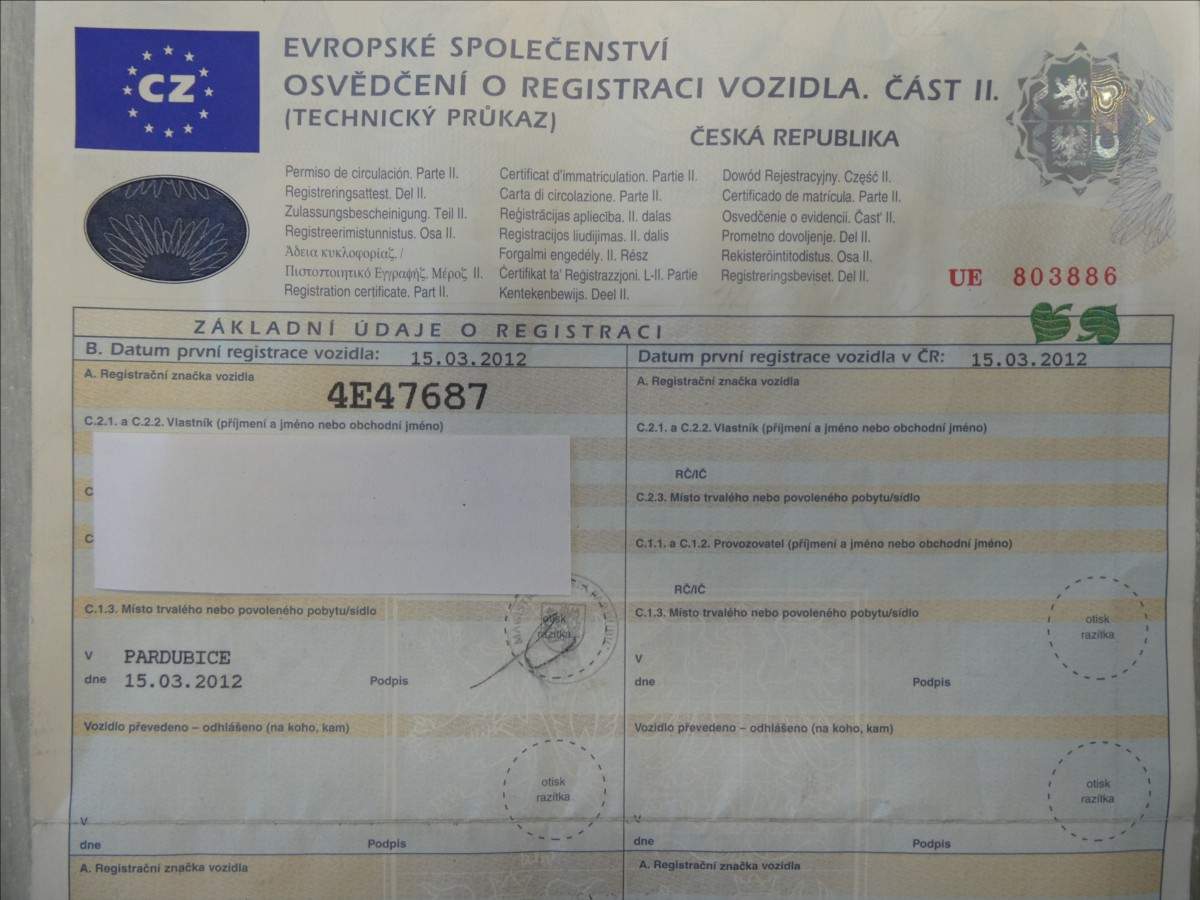 CZ
EVROPSKÉ SPOLEČENSTVÍ
OSVĚDČENÍ O REGISTRACI VOZIDLA. ČÁST II.
(TECHNICKÝ PRŮKAZ)
ČESKÁ REPUBLIKA
Permiso de circulación. Parte II.
Registreringsattest. Del II.
Zulassungsbescheinigung. Teil II.
Registreerimistunnistus. Osa II.
Άδεια κυκλοφορίαζ. /
Πιστοποιητικό Εγγραφήζ. Μέροζ II.
Registration certificate. Part II.
Certificat d'immatriculation. Partie II.
Carta di circolazione. Parte II.
Reģistrācijas apliecība. II. dalas
Registracijos liudijimas. II. dalis
Forgalmi engedély. II. Rész
Ċertifikat ta' Reġistrazzjoni. L-II. Partie
Kentekenbewijs. Deel II.
Dowód Rejestracyjny. Część II.
Certificado de matrícula. Parte II.
Osvedčenie o evidencii. Časť II.
Prometno dovoljenje. Del II.
Rekisteröintitodistus. Osa II.
Registreringsbeviset. Del II.
UE 803886
ZÁKLADNÍ ÚDAJE O REGISTRACI
B. Datum první registrace vozidla: 15.03.2012
Datum první registrace vozidla v ČR: 15.03.2012
A. Registrační značka vozidla
4E47687
A. Registrační značka vozidla
C.2.1. a C.2.2. Vlastník (příjmení a jméno nebo obchodní jméno)
C.2.1. a C.2.2. Vlastník (příjmení a jméno nebo obchodní jméno)
RČ/IČ
C
C.2.3. Místo trvalého nebo povoleného pobytu/sídlo
C
C.1.1. a C.1.2. Provozovatel (příjmení a jméno nebo obchodní jméno)
RČ/IČ
C.1.3. Místo trvalého nebo povoleného pobytu/sídlo
C.1.3. Místo trvalého nebo povoleného pobytu/sídlo
otisk
razítka
otisk
razítka
V PARDUBICE
dne 15.03.2012 Podpis
V
dne Podpis
Vozidlo převedeno – odhlášeno (na koho, kam)
Vozidlo převedeno – odhlášeno (na koho, kam)
otisk
razítka
otisk
razítka
V
dne Podpis
V
dne Podpis
A. Registrační značka vozidla
A. Registrační značka vozidla